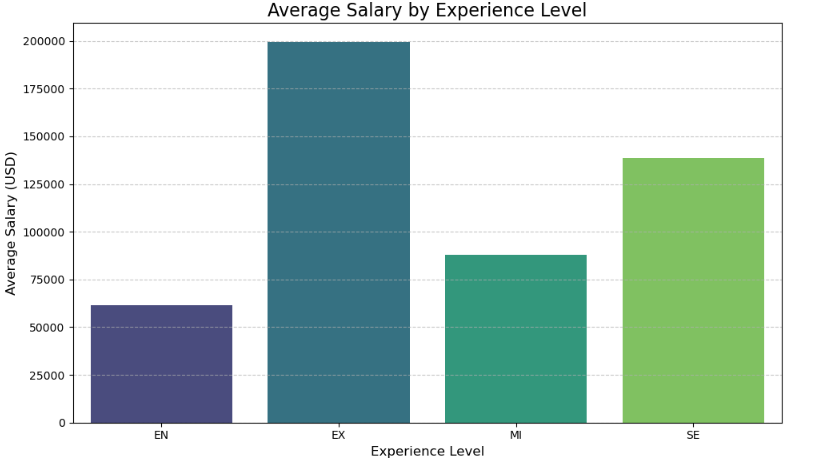 Average Salary by Experience Level
200000
175000
150000
125000
100000
75000
50000
25000
0
Average Salary (USD)
EN EX MI SE
Experience Level